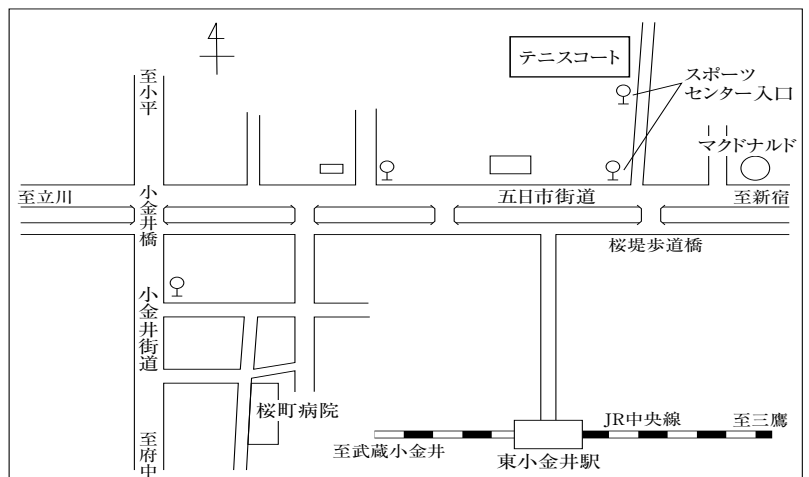 テニスコート
スポーツ
センター入口
至小平
マクドナルド
至立川
小金井橋
五日市街道
至新宿
桜堤歩道橋
小金井街道
桜町病院
JR中央線
至三鷹
至武蔵小金井
東小金井駅
至府中